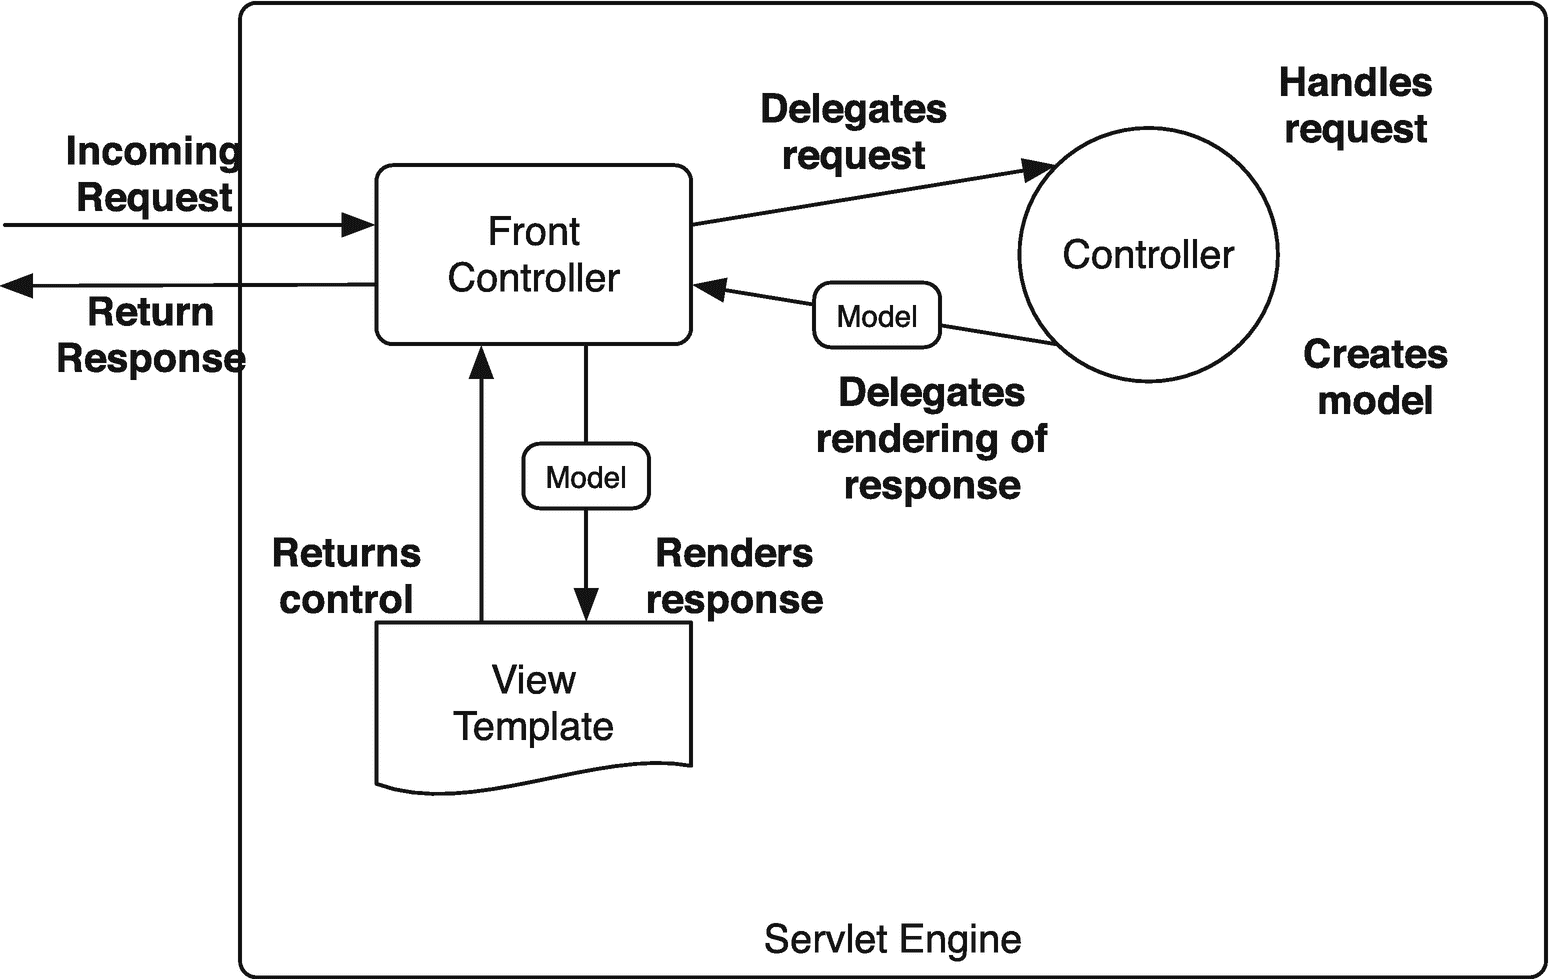 Incoming
Request
Return
Response
Front
Controller
Delegates
request
Handles
request
Controller
Model
Creates
model
Delegates
rendering of
response
Model
Returns
control
Renders
response
View
Template
Servlet Engine